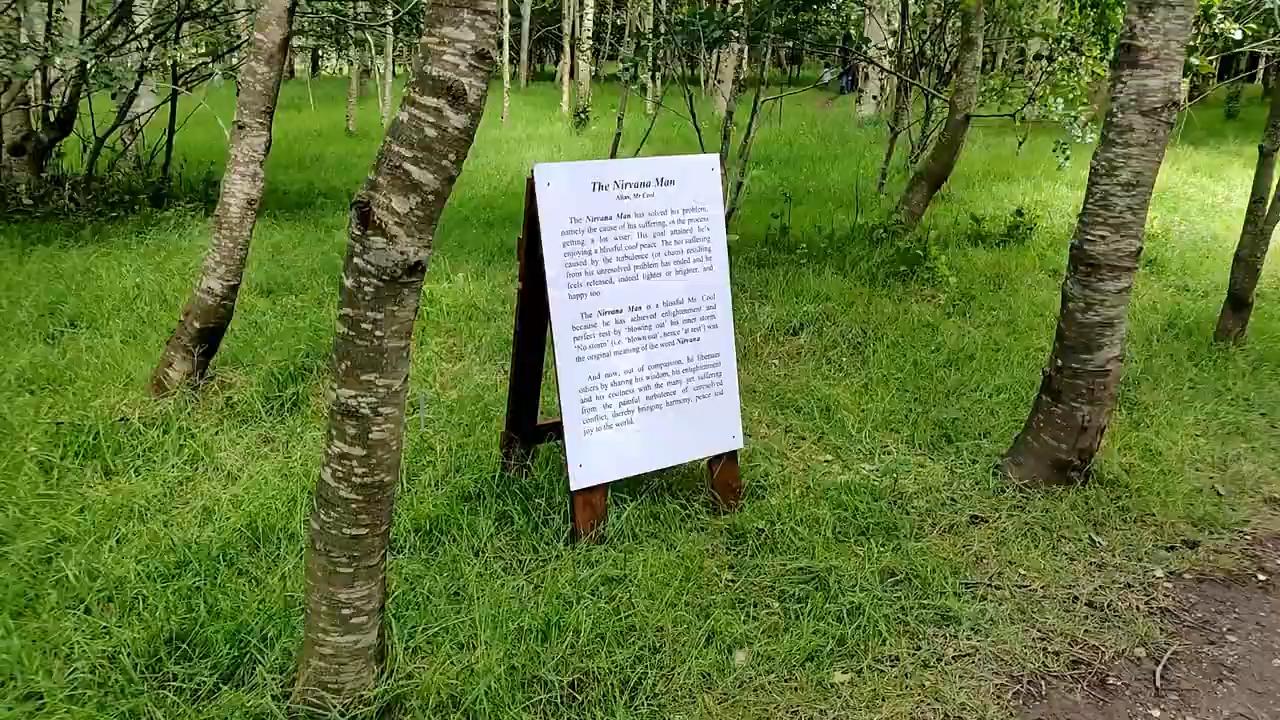 The Nirvana Man
Alias, Mr Cool
The Nirvana Man has solved his problem,
namely the cause of his suffering, in the process
getting a lot wiser. His goal attained he's
enjoying a blissful cool peace. The hot suffering
caused by the turbulence (or chaos) resulting
from his unresolved problem has ended and he
feels released, indeed lighter or brighter, and
happy too.
The Nirvana Man is a blissful Mr Cool
because he has achieved enlightenment and
perfect rest by 'blowing out' his inner storm.
'No storm' (i.e. 'blown out', hence 'at rest') was
the original meaning of the word Nirvana
And now, out of compassion, he liberates
others by sharing his wisdom, his enlightenment
and his coolness with the many yet suffering
from the painful turbulence of unresolved
conflict, thereby bringing harmony, peace and
joy to the world.